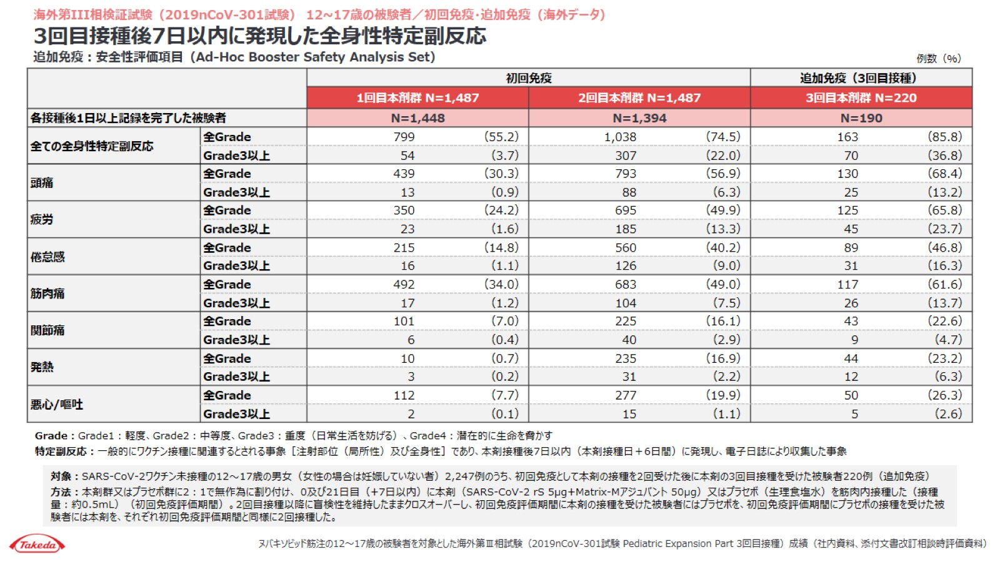 海外第III相検証試験（2019nCoV-301試験） 12~17歳の被験者／初回免疫･追加免疫（海外データ）
3回目接種後7日以内に発現した全身性特定副反応
追加免疫：安全性評価項目（Ad-Hoc Booster Safety Analysis Set）
例数（%）
初回免疫 追加免疫（3回目接種）
1回目本剤群 N=1,487 2回目本剤群 N=1,487 3回目本剤群 N=220
各接種後1日以上記録を完了した被験者 N=1,448 N=1,394 N=190
全ての全身性特定副反応 全Grade 799 （55.2） 1,038 （74.5） 163 （85.8）
Grade3以上 54 （3.7） 307 （22.0） 70 （36.8）
頭痛 全Grade 439 （30.3） 793 （56.9） 130 （68.4）
Grade3以上 13 （0.9） 88 （6.3） 25 （13.2）
疲労 全Grade 350 （24.2） 695 （49.9） 125 （65.8）
Grade3以上 23 （1.6） 185 （13.3） 45 （23.7）
倦怠感 全Grade 215 （14.8） 560 （40.2） 89 （46.8）
Grade3以上 16 （1.1） 126 （9.0） 31 （16.3）
筋肉痛 全Grade 492 （34.0） 683 （49.0） 117 （61.6）
Grade3以上 17 （1.2） 104 （7.5） 26 （13.7）
関節痛 全Grade 101 （7.0） 225 （16.1） 43 （22.6）
Grade3以上 6 （0.4） 40 （2.9） 9 （4.7）
発熱 全Grade 10 （0.7） 235 （16.9） 44 （23.2）
Grade3以上 3 （0.2） 31 （2.2） 12 （6.3）
悪心/嘔吐 全Grade 112 （7.7） 277 （19.9） 50 （26.3）
Grade3以上 2 （0.1） 15 （1.1） 5 （2.6）
Grade：Grade1：軽度、Grade2：中等度、Grade3：重度（日常生活を妨げる）、Grade4：潜在的に生命を脅かす
特定副反応：一般的にワクチン接種に関連するとされる事象［注射部位（局所性）及び全身性］であり、本剤接種後7日以内（本剤接種日＋6日間）に発現し、電子日誌により収集した事象
対象：SARS-CoV-2ワクチン未接種の12～17歳の男女（女性の場合は妊娠していない者）2,247例のうち、初回免疫として本剤の接種を2回受けた後に本剤の3回目接種を受けた被験者220例（追加免疫）
方法：本剤群又はプラセボ群に2：1で無作為に割り付け、0及び21日目（+7日以内）に本剤（SARS-CoV-2 rS 5μg+Matrix-Mアジュバント 50μg）又はプラセボ（生理食塩水）を筋肉内接種した（接種
量：約0.5mL）（初回免疫評価期間）。2回目接種以降に盲検性を維持したままクロスオーバーし、初回免疫評価期間に本剤の接種を受けた被験者にはプラセボを、初回免疫評価期間にプラセボの接種を受けた被
験者には本剤を、それぞれ初回免疫評価期間と同様に2回接種した。
Takeda
ヌバキソビッド筋注の12～17歳の被験者を対象とした海外第Ⅲ相試験（2019nCoV-301試験 Pediatric Expansion Part 3回目接種）成績（社内資料、添付文書改訂相談時評価資料）